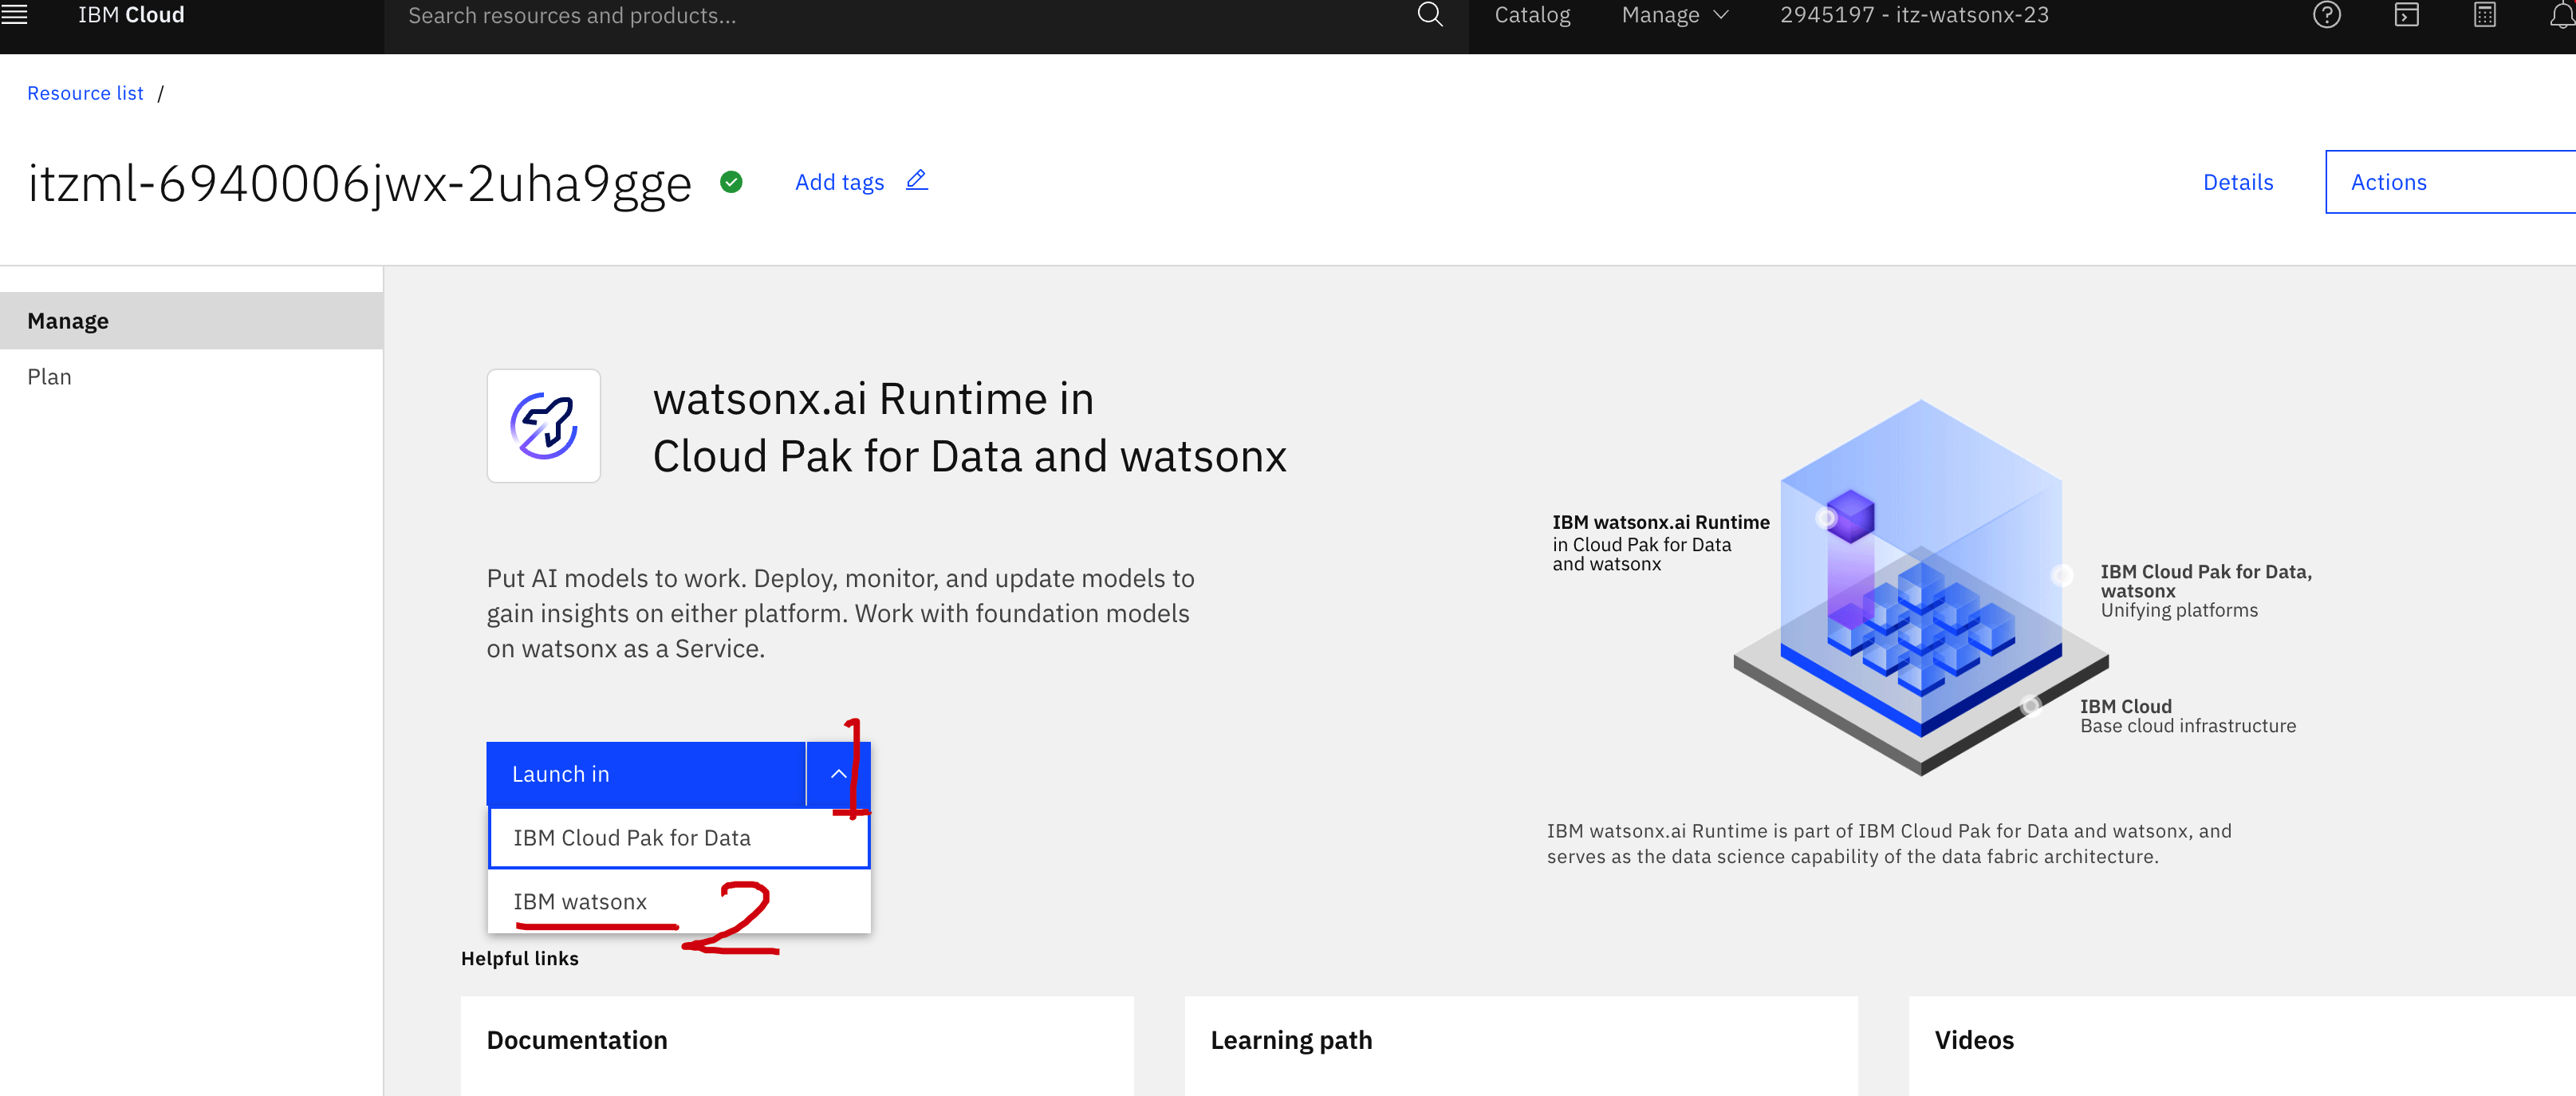 IBM Cloud
Search resources and products...
Catalog
Manage
2945197 - itz-watsonx-23
Resource list /
itzml-6940006jwx-2uha9gge
Add tags
Details
Actions
Manage
Plan
watsonx.ai Runtime in
Cloud Pak for Data and watsonx
Put AI models to work. Deploy, monitor, and update models to
gain insights on either platform. Work with foundation models
on watsonx as a Service.
Launch in
1
IBM Cloud Pak for Data
IBM watsonx
2
IBM watsonx.ai Runtime
in Cloud Pak for Data
and watsonx
IBM Cloud Pak for Data,
watsonx
Unifying platforms
IBM Cloud
Base cloud infrastructure
IBM watsonx.ai Runtime is part of IBM Cloud Pak for Data and watsonx, and
serves as the data science capability of the data fabric architecture.
Helpful links
Documentation
Learning path
Videos